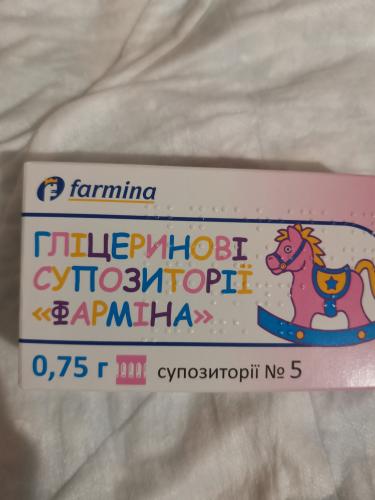 farmina
ГЛІЦЕРИНОВІ
СУПОЗИТОРІЇ
«ФАРМІНА»
0,75 г супозиторії № 5